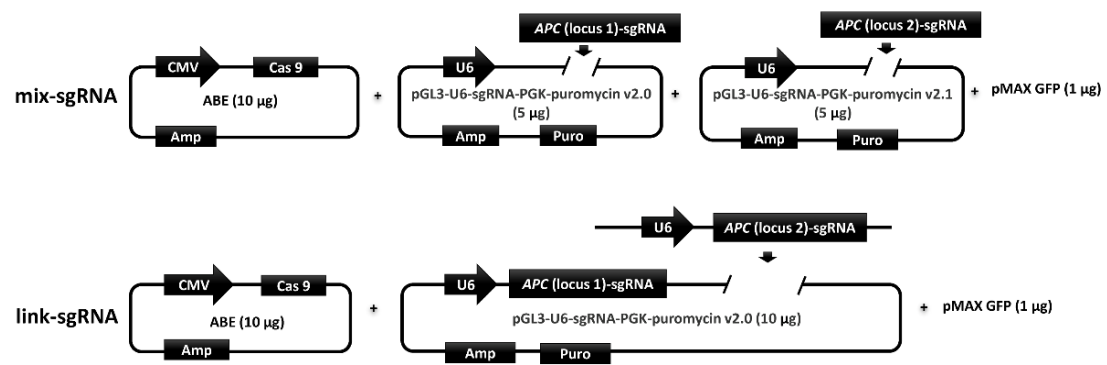 APC (locus 1)-sgRNA
APC (locus 2)-sgRNA
CMV
Cas 9
U6
U6
mix-sgRNA
ABE (10 µg)
+
pGL3-U6-sgRNA-PGK-puromycin v2.0
(5 µg)
+
pGL3-U6-sgRNA-PGK-puromycin v2.1
(5 µg)
+
pMAX GFP (1 µg)
Amp
Amp
Puro
Amp
Puro
U6
APC (locus 2)-sgRNA
CMV
Cas 9
U6
APC (locus 1)-sgRNA
link-sgRNA
ABE (10 µg)
+
pGL3-U6-sgRNA-PGK-puromycin v2.0 (10 µg)
+
pMAX GFP (1 µg)
Amp
Amp
Puro